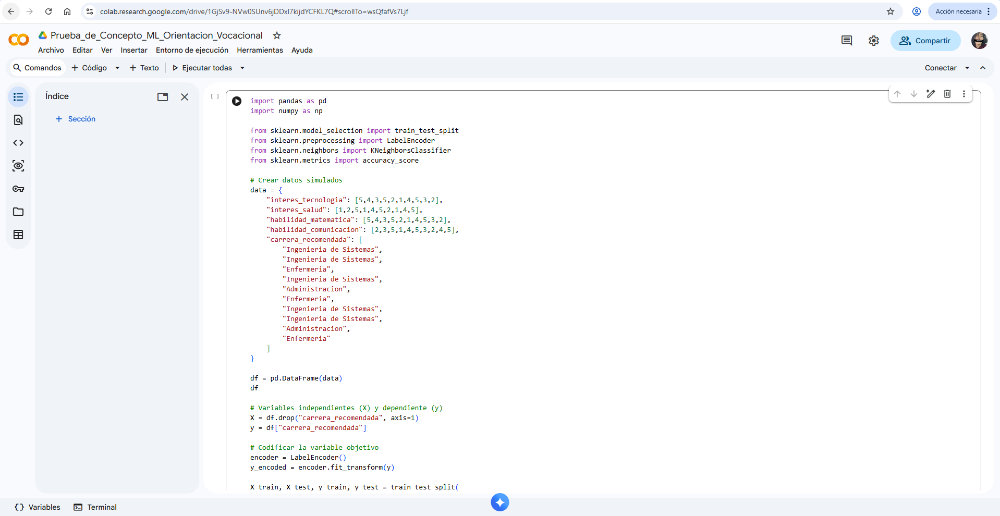 colab.research.google.com/drive/1GjSv9-NVw0SUnv6jDDxI7kijdYCFKL7Q#scrollTo=wsQfafVs7Ljf
Acción necesaria
CO
Prueba_de_Concepto_ML_Orientacion_Vocacional
Archivo Editar Ver Insertar Entorno de ejecución Herramientas Ayuda
Compartir
Comandos + Código + Texto Ejecutar todas
Conectar
Índice
+ Sección
[ ]
import pandas as pd
import numpy as np
from sklearn.model_selection import train_test_split
from sklearn.preprocessing import LabelEncoder
from sklearn.neighbors import KNeighborsClassifier
from sklearn.metrics import accuracy_score
# Crear datos simulados
data = {
"interes_tecnologia": [5,4,3,5,2,1,4,5,3,2],
"interes_salud": [1,2,5,1,4,5,2,1,4,5],
"habilidad_matematica": [5,4,3,5,2,1,4,5,3,2],
"habilidad_comunicacion": [2,3,5,1,4,5,3,2,4,5],
"carrera_recomendada": [
"Ingenieria de Sistemas",
"Ingenieria de Sistemas",
"Enfermeria",
"Ingenieria de Sistemas",
"Administracion",
"Enfermeria",
"Ingenieria de Sistemas",
"Ingenieria de Sistemas",
"Administracion",
"Enfermeria"
]
}
df = pd.DataFrame(data)
df
# Variables independientes (X) y dependiente (y)
X = df.drop("carrera_recomendada", axis=1)
y = df["carrera_recomendada"]
# Codificar la variable objetivo
encoder = LabelEncoder()
y_encoded = encoder.fit_transform(y)
X_train, X_test, y_train, y_test = train_test_split(
Variables Terminal